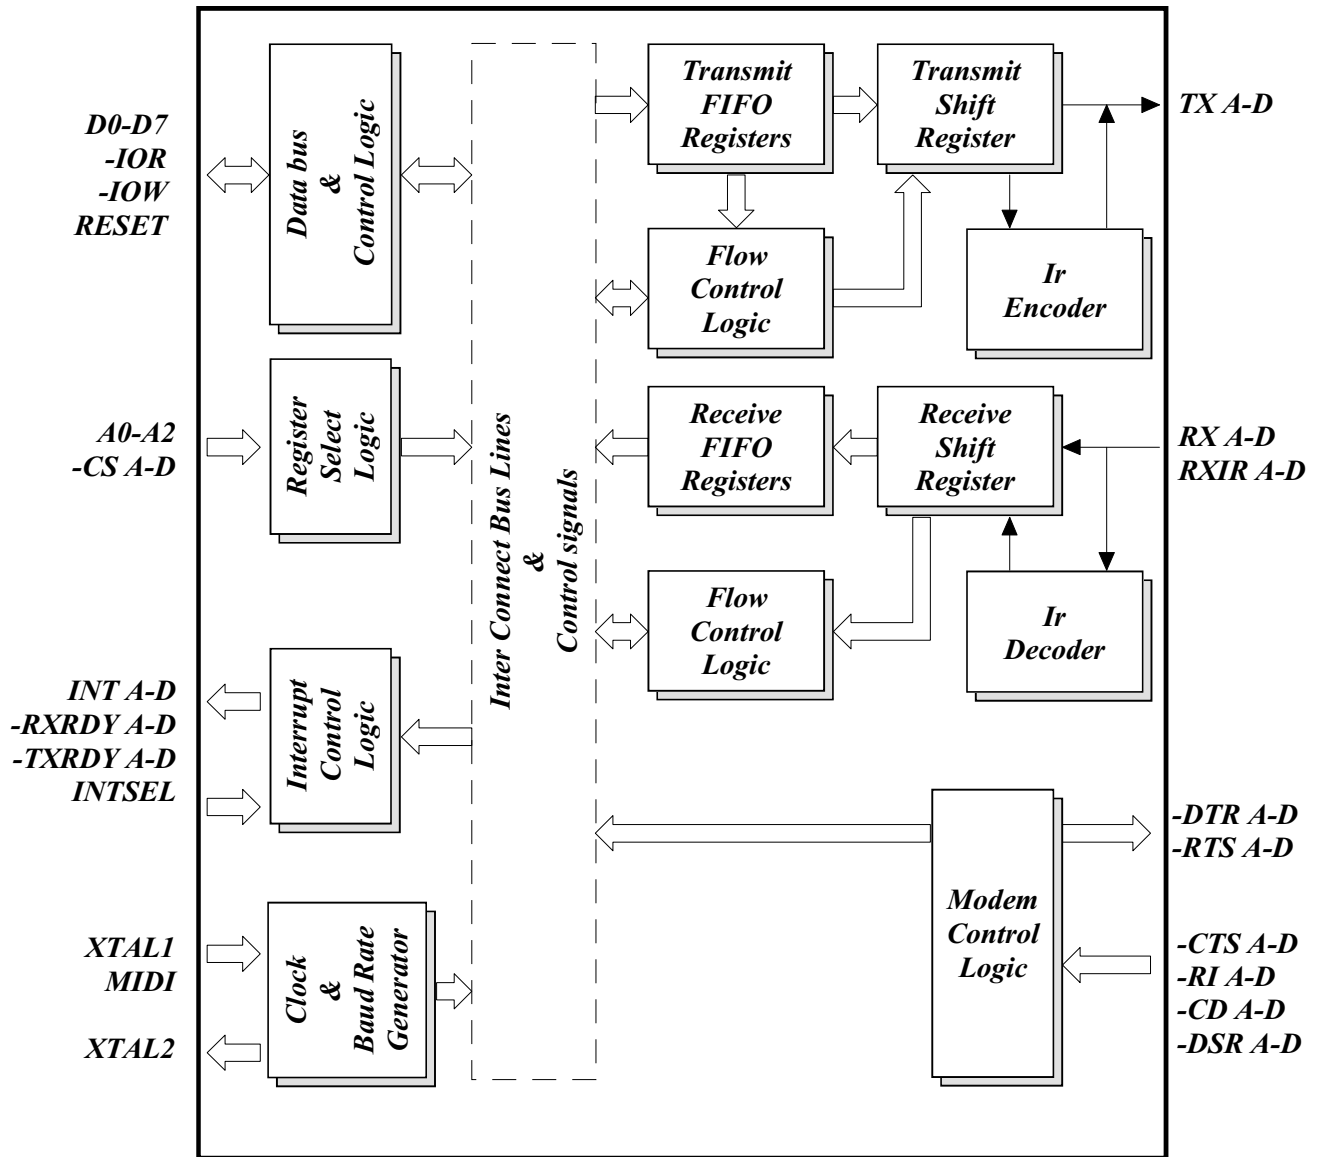 D0-D7
-IOR
-IOW
RESET
Data bus
&
Control Logic
A0-A2
-CS A-D
Register
Select
Logic
INT A-D
-RXRDY A-D
-TXRDY A-D
INTSEL
Interrupt
Control
Logic
XTAL1
MIDI
XTAL2
Clock
&
Baud Rate
Generator
Inter Connect Bus Lines
&
Control signals
Transmit
FIFO
Registers
Transmit
Shift
Register
TX A-D
Flow
Control
Logic
Ir
Encoder
Receive
FIFO
Registers
Receive
Shift
Register
RX A-D
RXIR A-D
Flow
Control
Logic
Ir
Decoder
Modem
Control
Logic
-DTR A-D
-RTS A-D
-CTS A-D
-RI A-D
-CD A-D
-DSR A-D